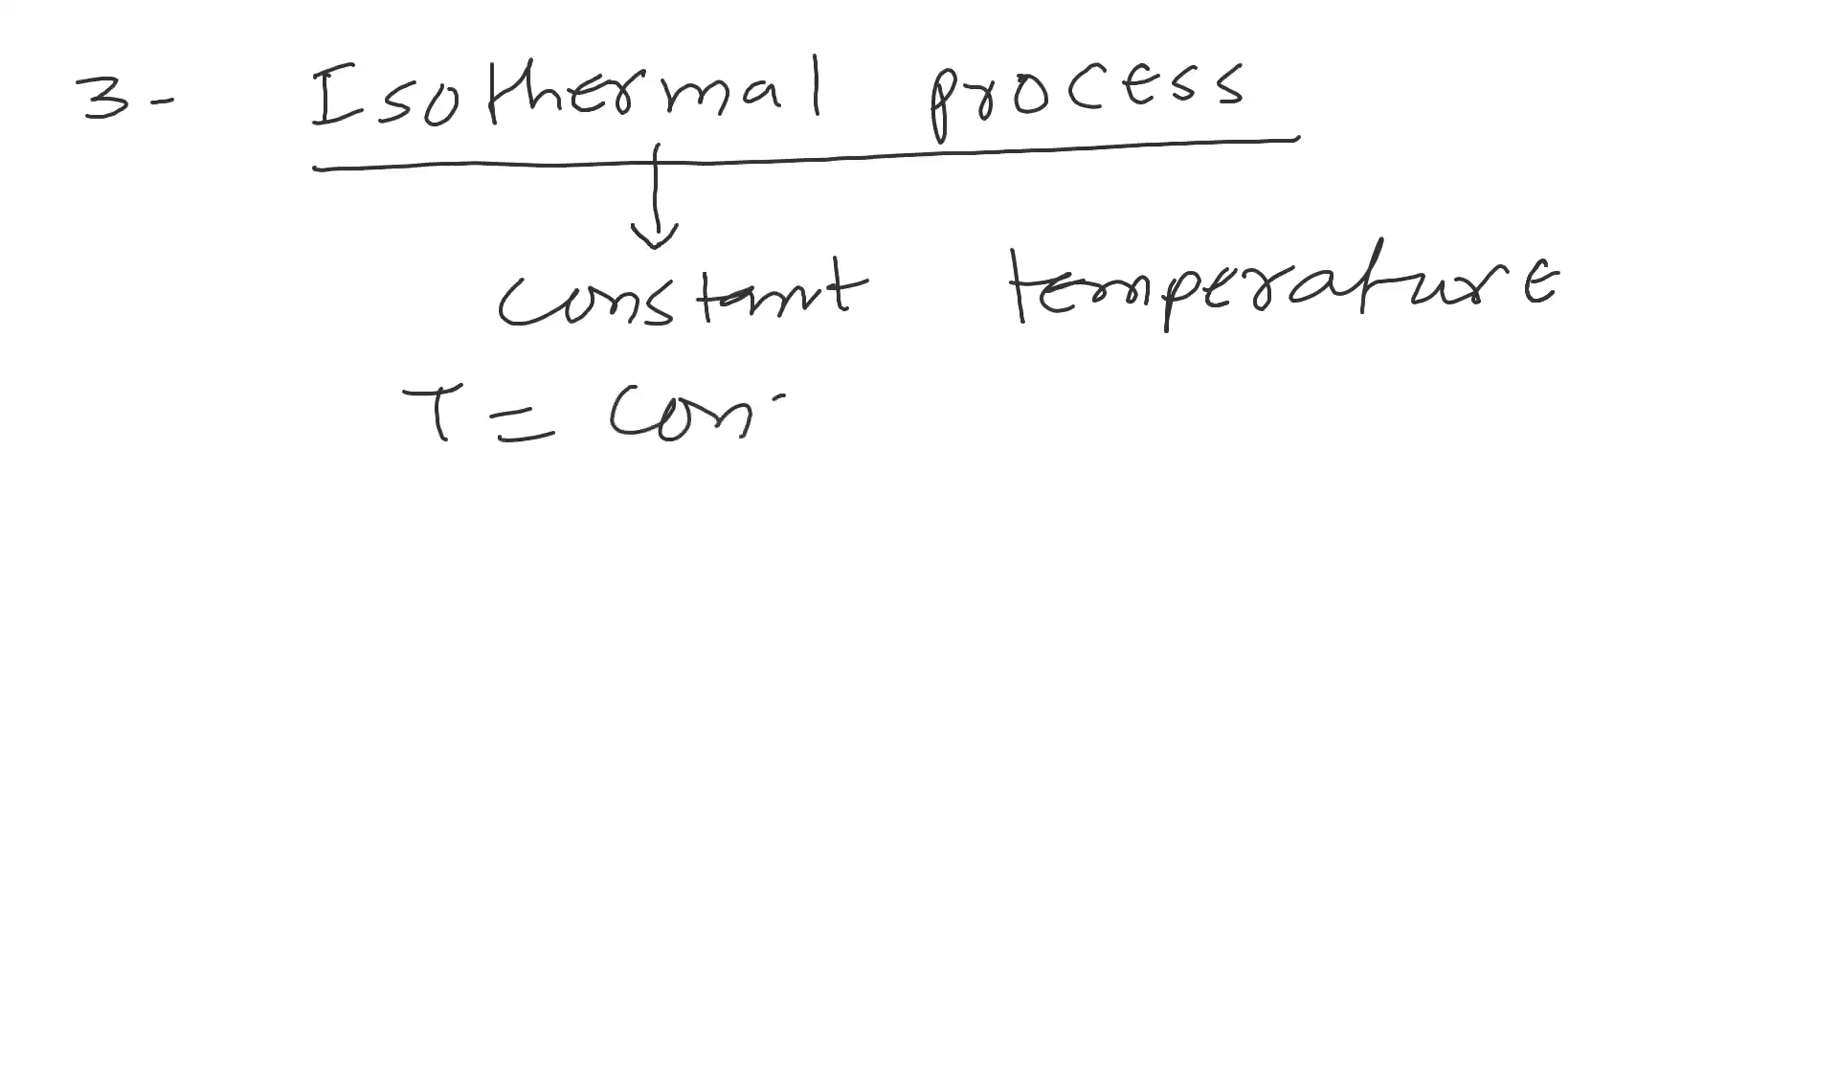 3- Isothermal process
constant temperature
T = con